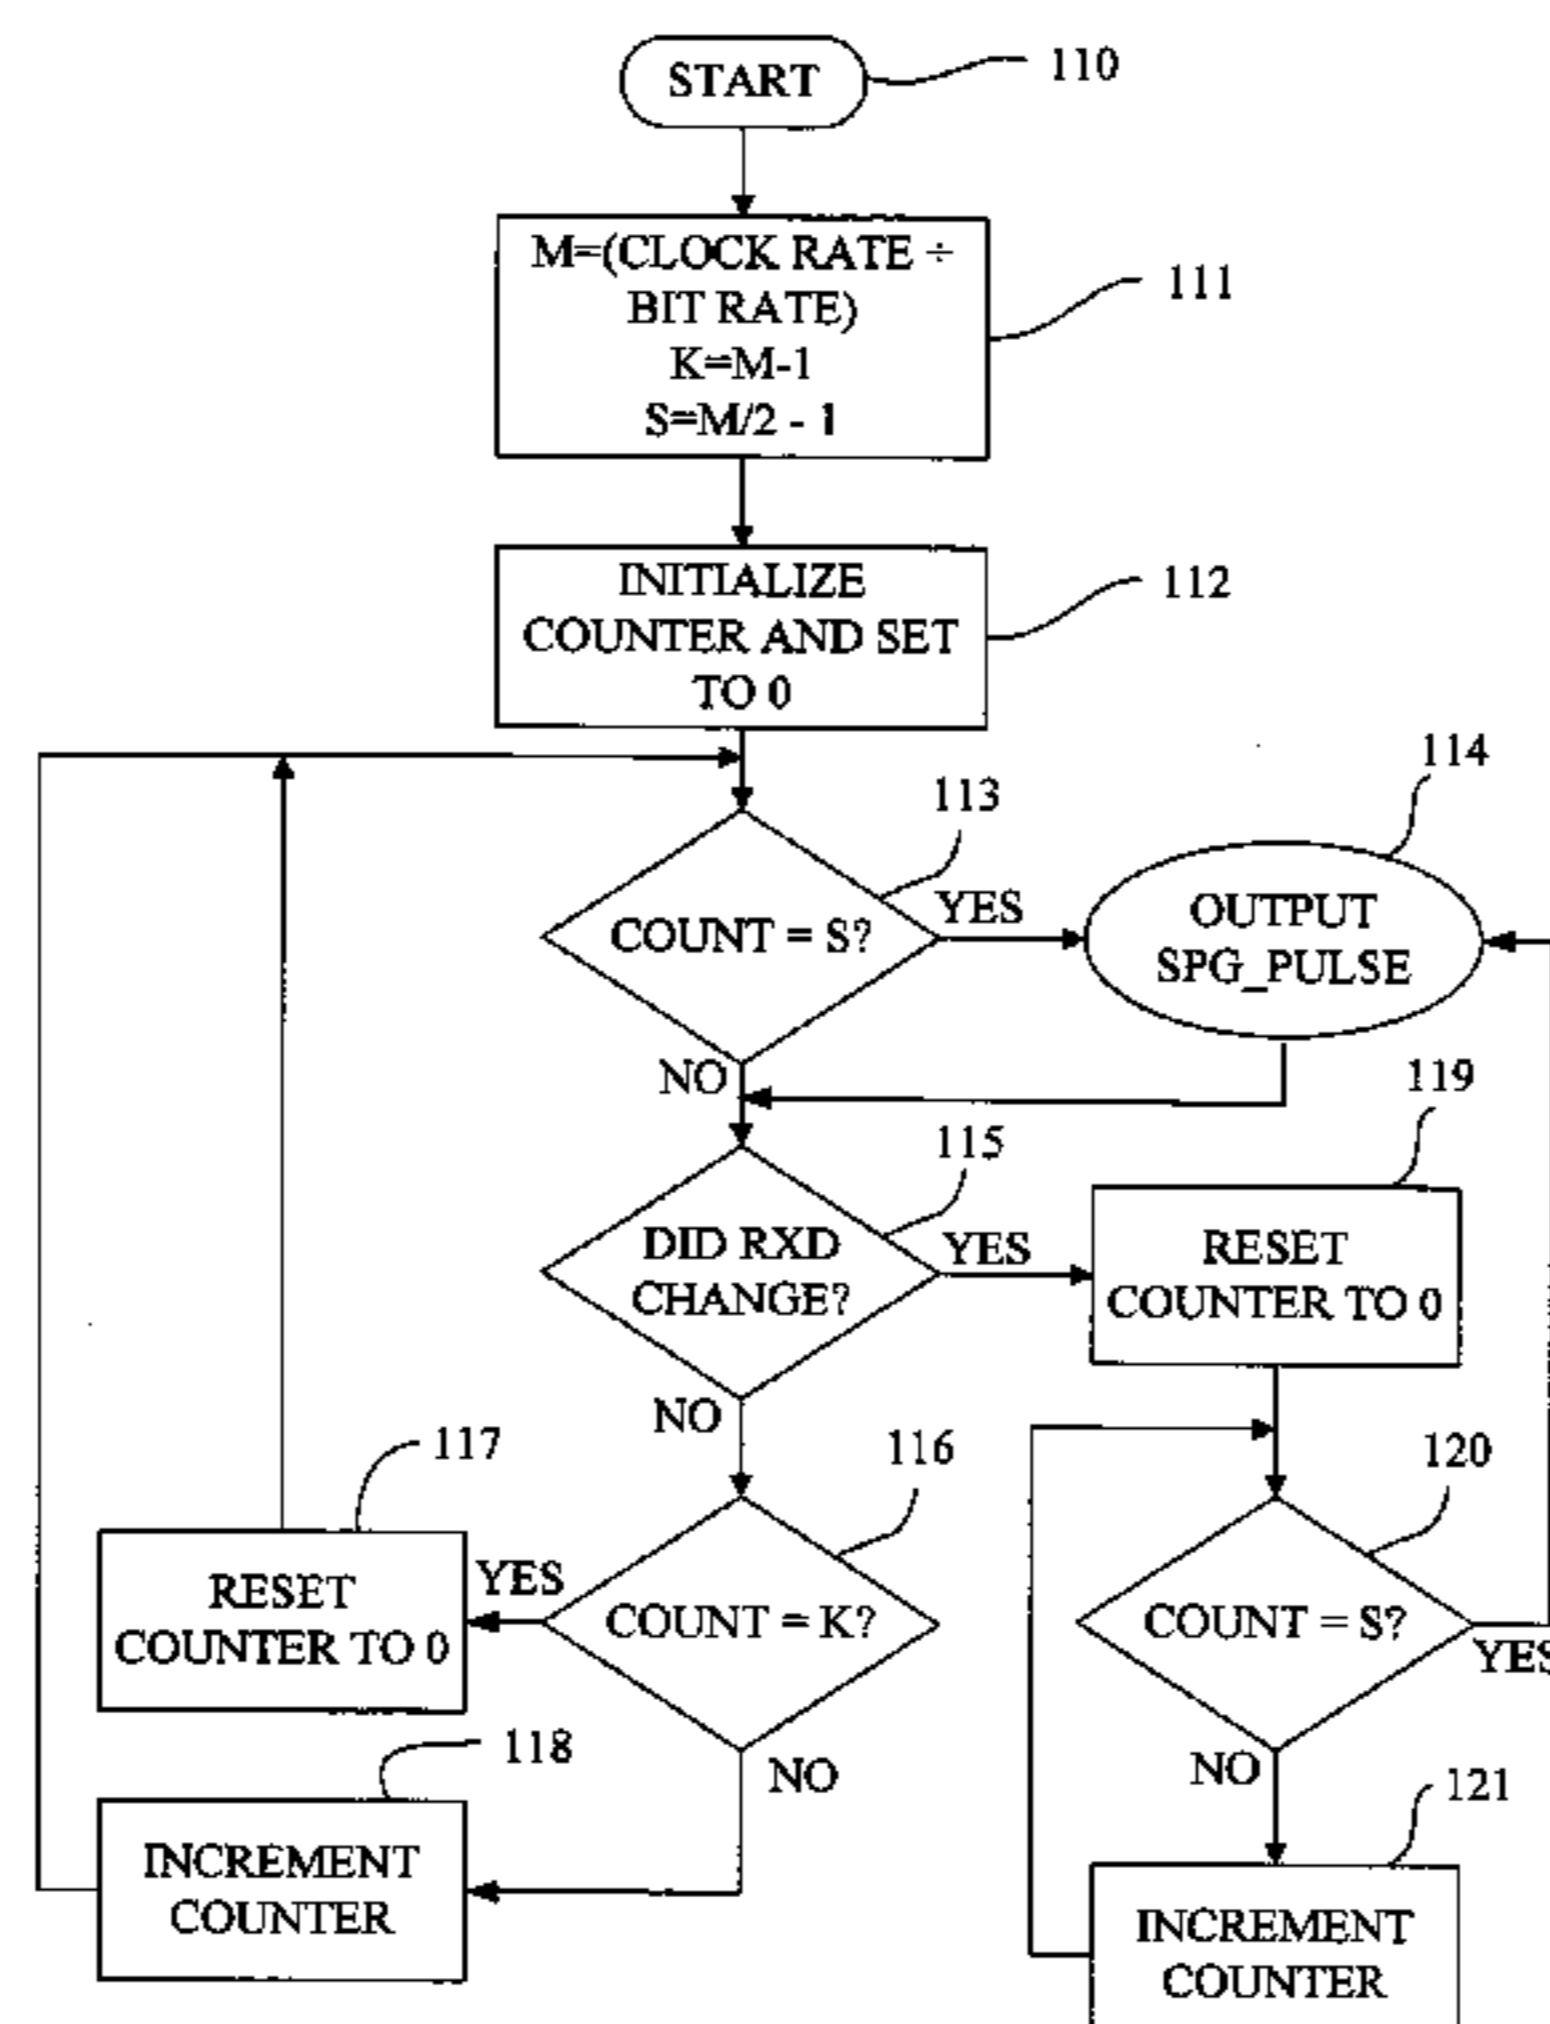 START
110
M=(CLOCK RATE ÷
BIT RATE)
K=M-1
S=M/2 - 1
111
INITIALIZE
COUNTER AND SET
TO 0
112
113
COUNT = S?
YES
NO
114
OUTPUT
SPG_PULSE
115
DID RXD
CHANGE?
YES
NO
119
RESET
COUNTER TO 0
116
COUNT = K?
YES
NO
117
RESET
COUNTER TO 0
118
INCREMENT
COUNTER
120
COUNT = S?
YES
NO
121
INCREMENT
COUNTER